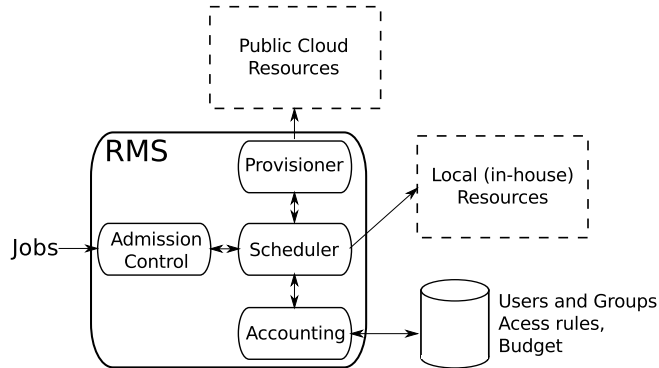 Public Cloud
Resources
RMS
Provisioner
Local (in-house)
Resources
Jobs
Admission
Control
Scheduler
Accounting
Users and Groups
Acess rules,
Budget